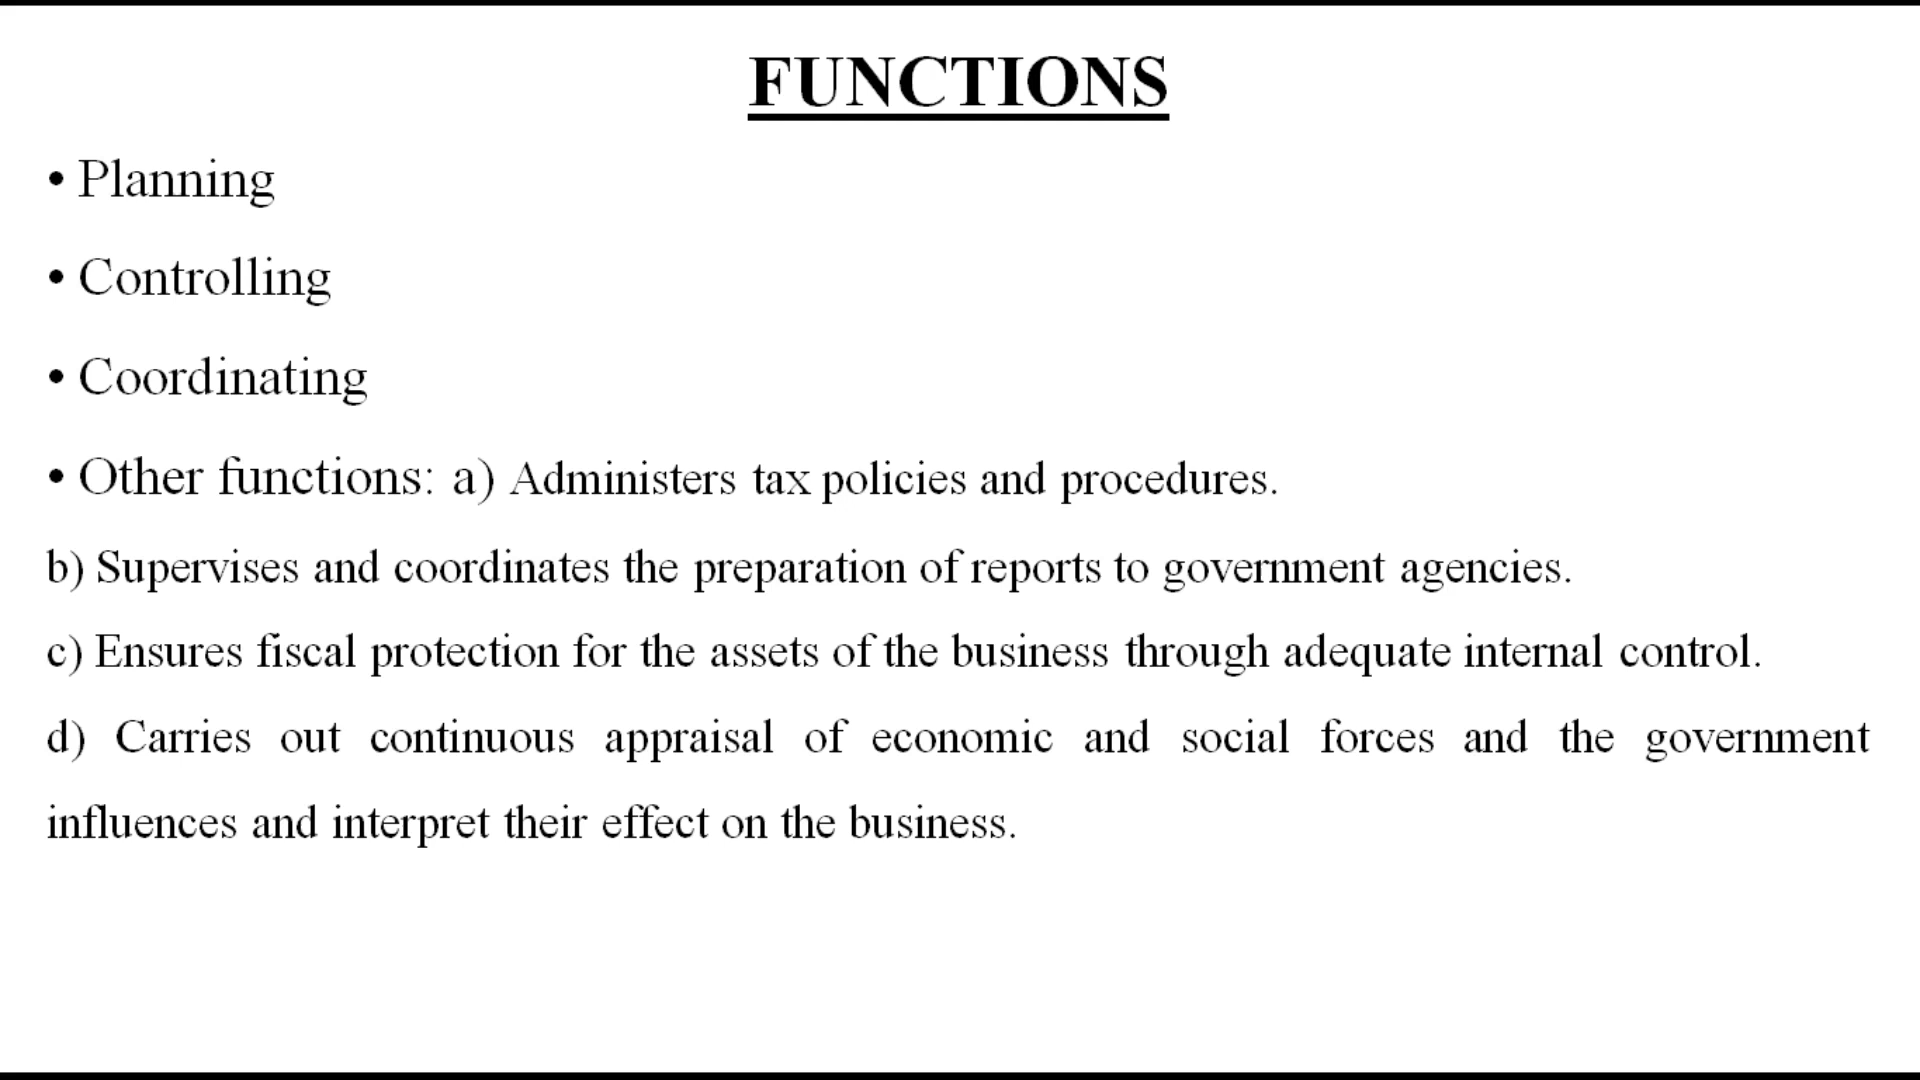 FUNCTIONS
• Planning
• Controlling
• Coordinating
• Other functions: a) Administers tax policies and procedures.
b) Supervises and coordinates the preparation of reports to government agencies.
c) Ensures fiscal protection for the assets of the business through adequate internal control.
d) Carries out continuous appraisal of economic and social forces and the government
influences and interpret their effect on the business.